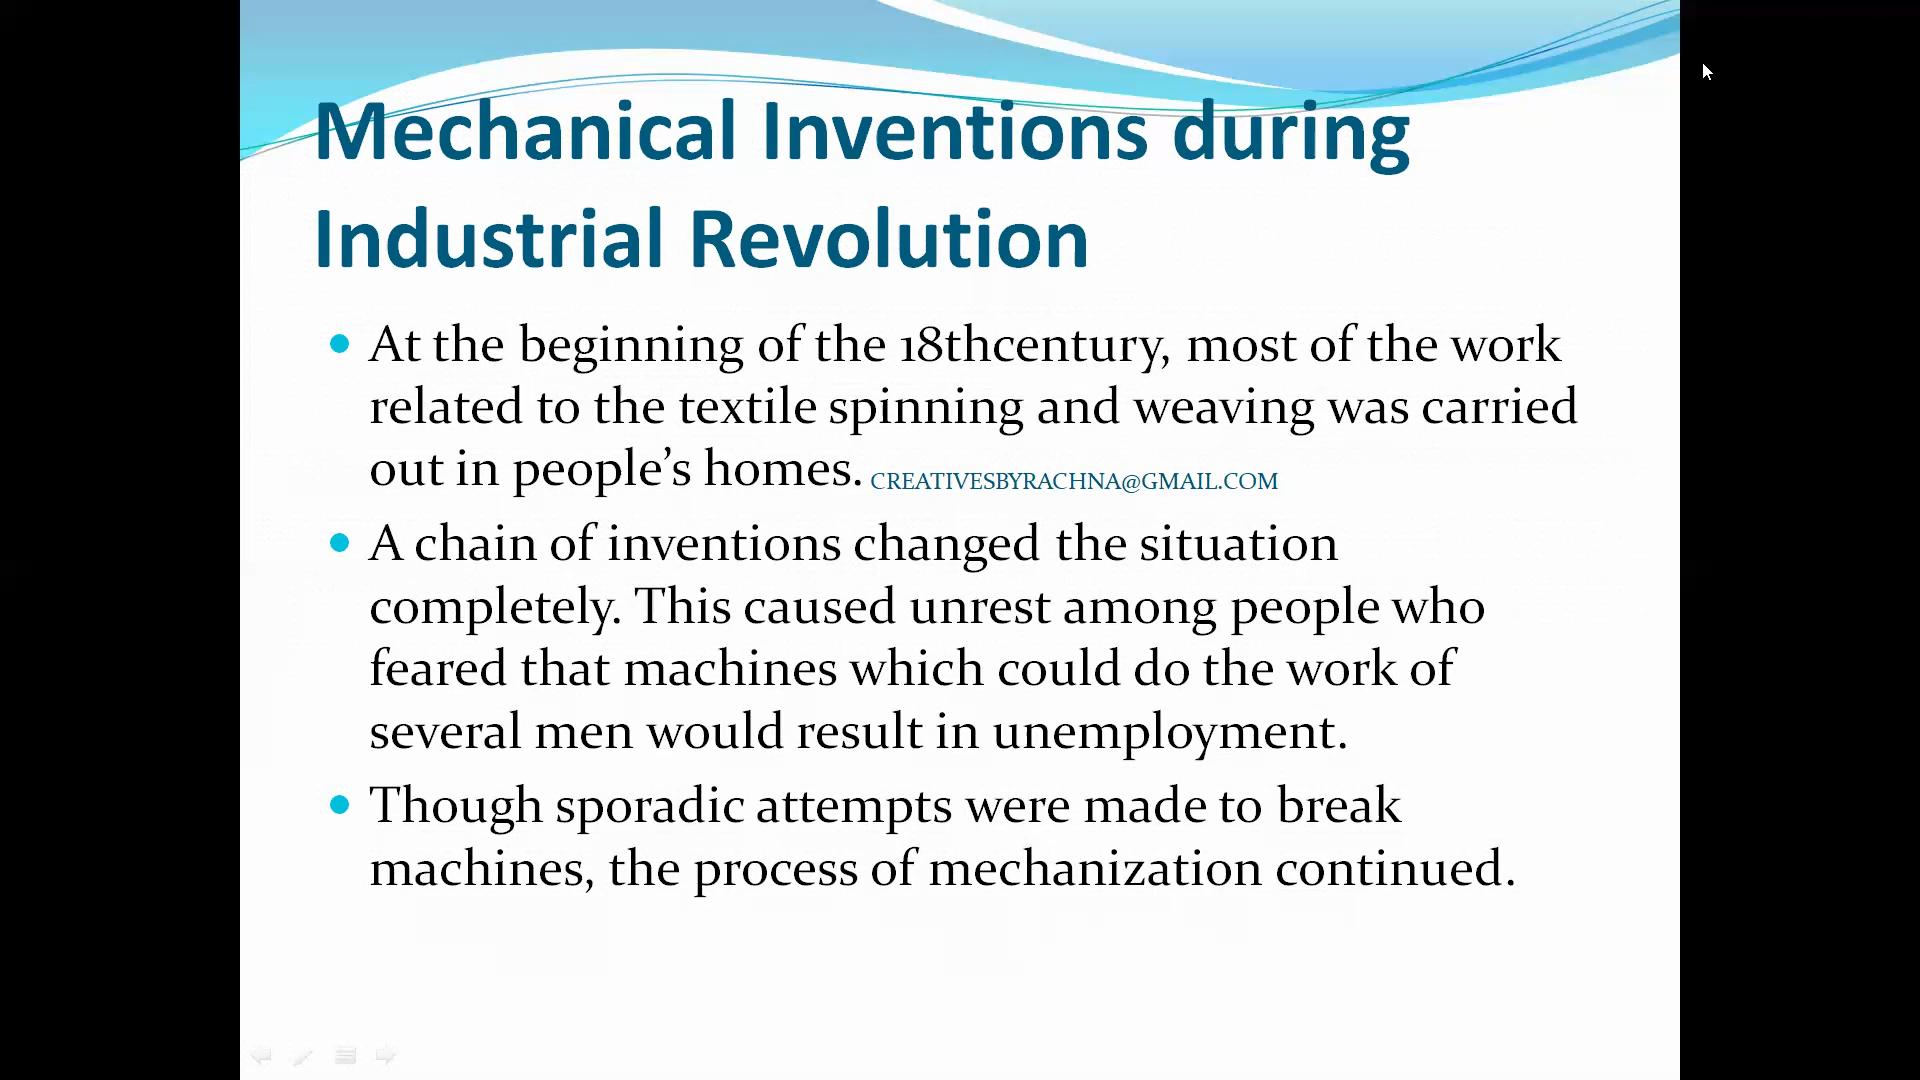 Mechanical Inventions during
Industrial Revolution
At the beginning of the 18thcentury, most of the work
related to the textile spinning and weaving was carried
out in people’s homes. CREATIVESBYRACHNA@GMAIL.COM
A chain of inventions changed the situation
completely. This caused unrest among people who
feared that machines which could do the work of
several men would result in unemployment.
Though sporadic attempts were made to break
machines, the process of mechanization continued.